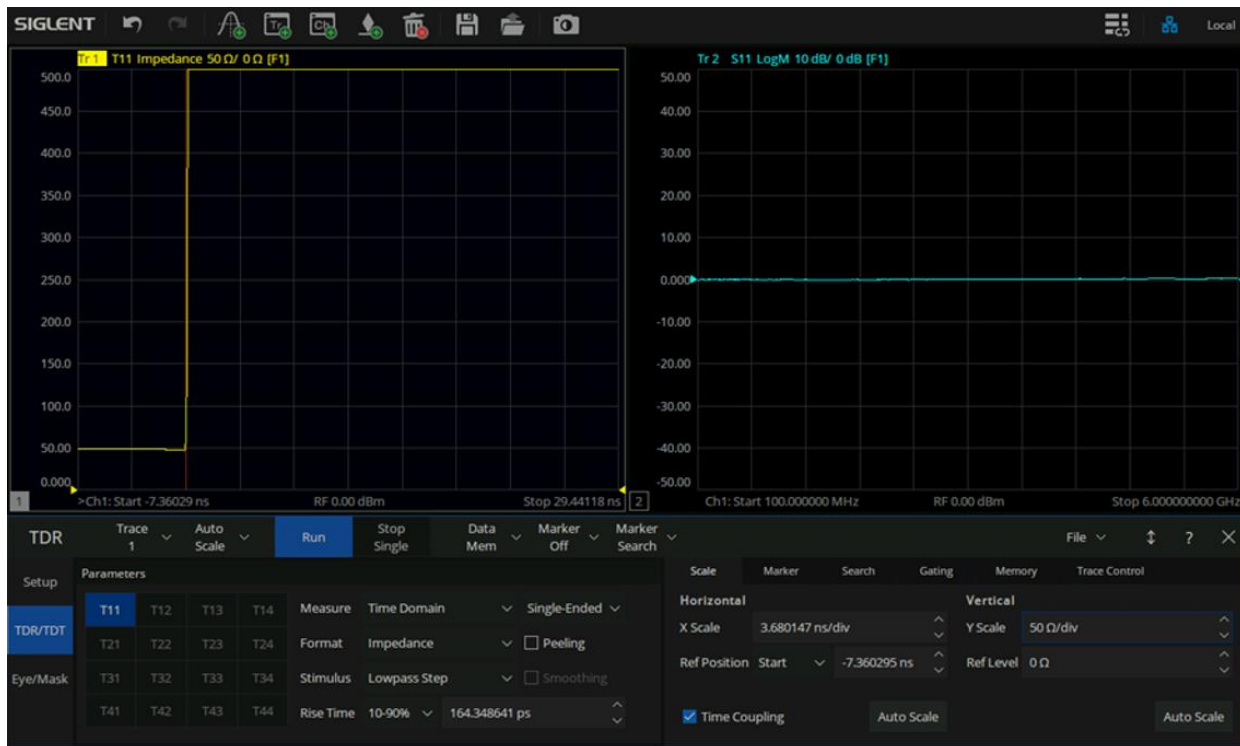 SIGLENT Tr Cb Local
Tr 1 T11 Impedance 50 Ω/ 0 Ω [F1]
500.0
450.0
400.0
350.0
300.0
250.0
200.0
150.0
100.0
50.00
0.000
1 >Ch1: Start -7.36029 ns RF 0.00 dBm Stop 29.44118 ns
Tr 2 S11 LogM 10 dB/ 0 dB [F1]
50.00
40.00
30.00
20.00
10.00
0.000
-10.00
-20.00
-30.00
-40.00
-50.00
2 Ch1: Start 100.000000 MHz RF 0.00 dBm Stop 6.000000000 GHz
TDR Trace 1 Auto Scale Run Stop Single Data Mem Marker Off Marker Search File ?
Setup
TDR/TDT
Eye/Mask
Parameters
T11 T12 T13 T14 Measure Time Domain Single-Ended
T21 T22 T23 T24 Format Impedance Peeling
T31 T32 T33 T34 Stimulus Lowpass Step Smoothing
T41 T42 T43 T44 Rise Time 10-90% 164.348641 ps
Scale Marker Search Gating Memory Trace Control
Horizontal Vertical
X Scale 3.680147 ns/div Y Scale 50 Ω/div
Ref Position Start -7.360295 ns Ref Level 0 Ω
Time Coupling Auto Scale Auto Scale